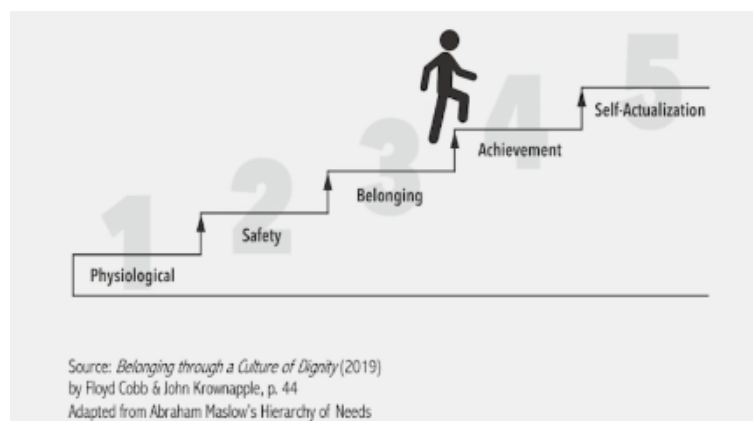 5
Self-Actualization
4
Achievement
3
Belonging
2
Safety
1
Physiological
Source: Belonging through a Culture of Dignity (2019)
by Floyd Cobb & John Krownapple, p. 44
Adapted from Abraham Maslow's Hierarchy of Needs